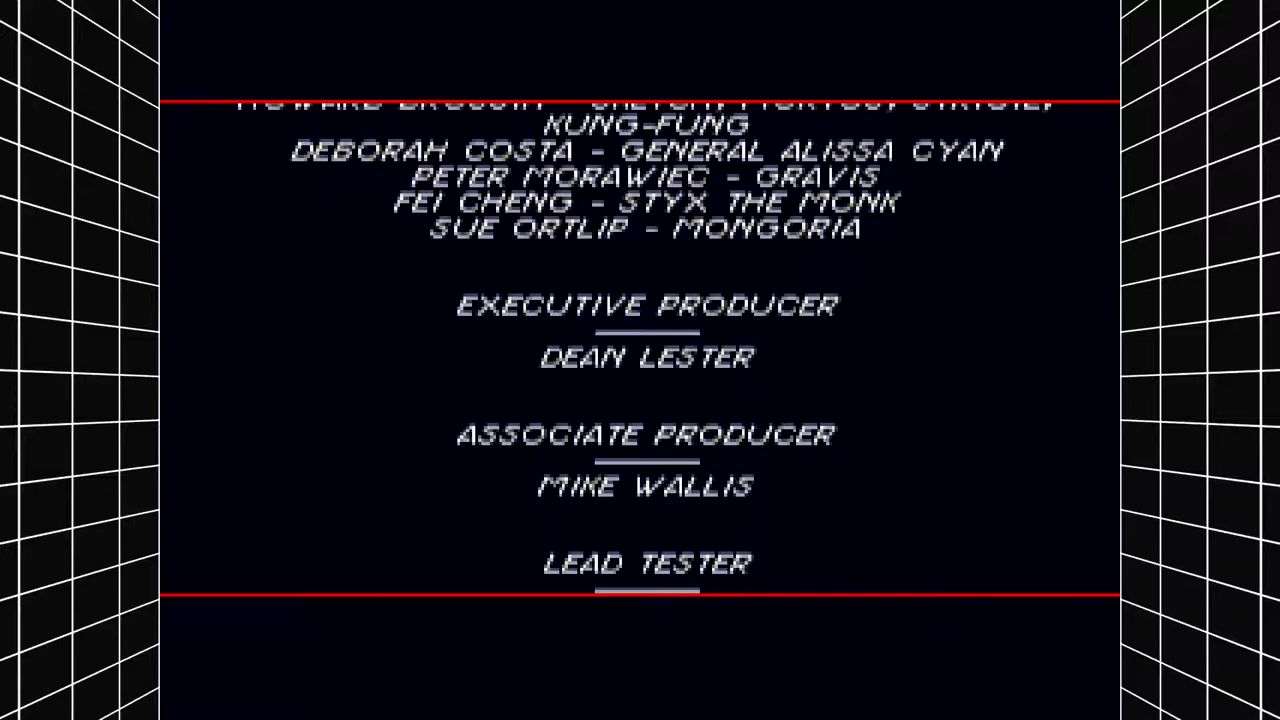 KUNG-FUNG
DEBORAH COSTA - GENERAL ALISSA CYAN
PETER MORAWIEC - GRAVIS
FEI CHENG - STYX THE MONK
SUE ORTLIP - MONGORIA
EXECUTIVE PRODUCER
DEAN LESTER
ASSOCIATE PRODUCER
MIKE WALLIS
LEAD TESTER